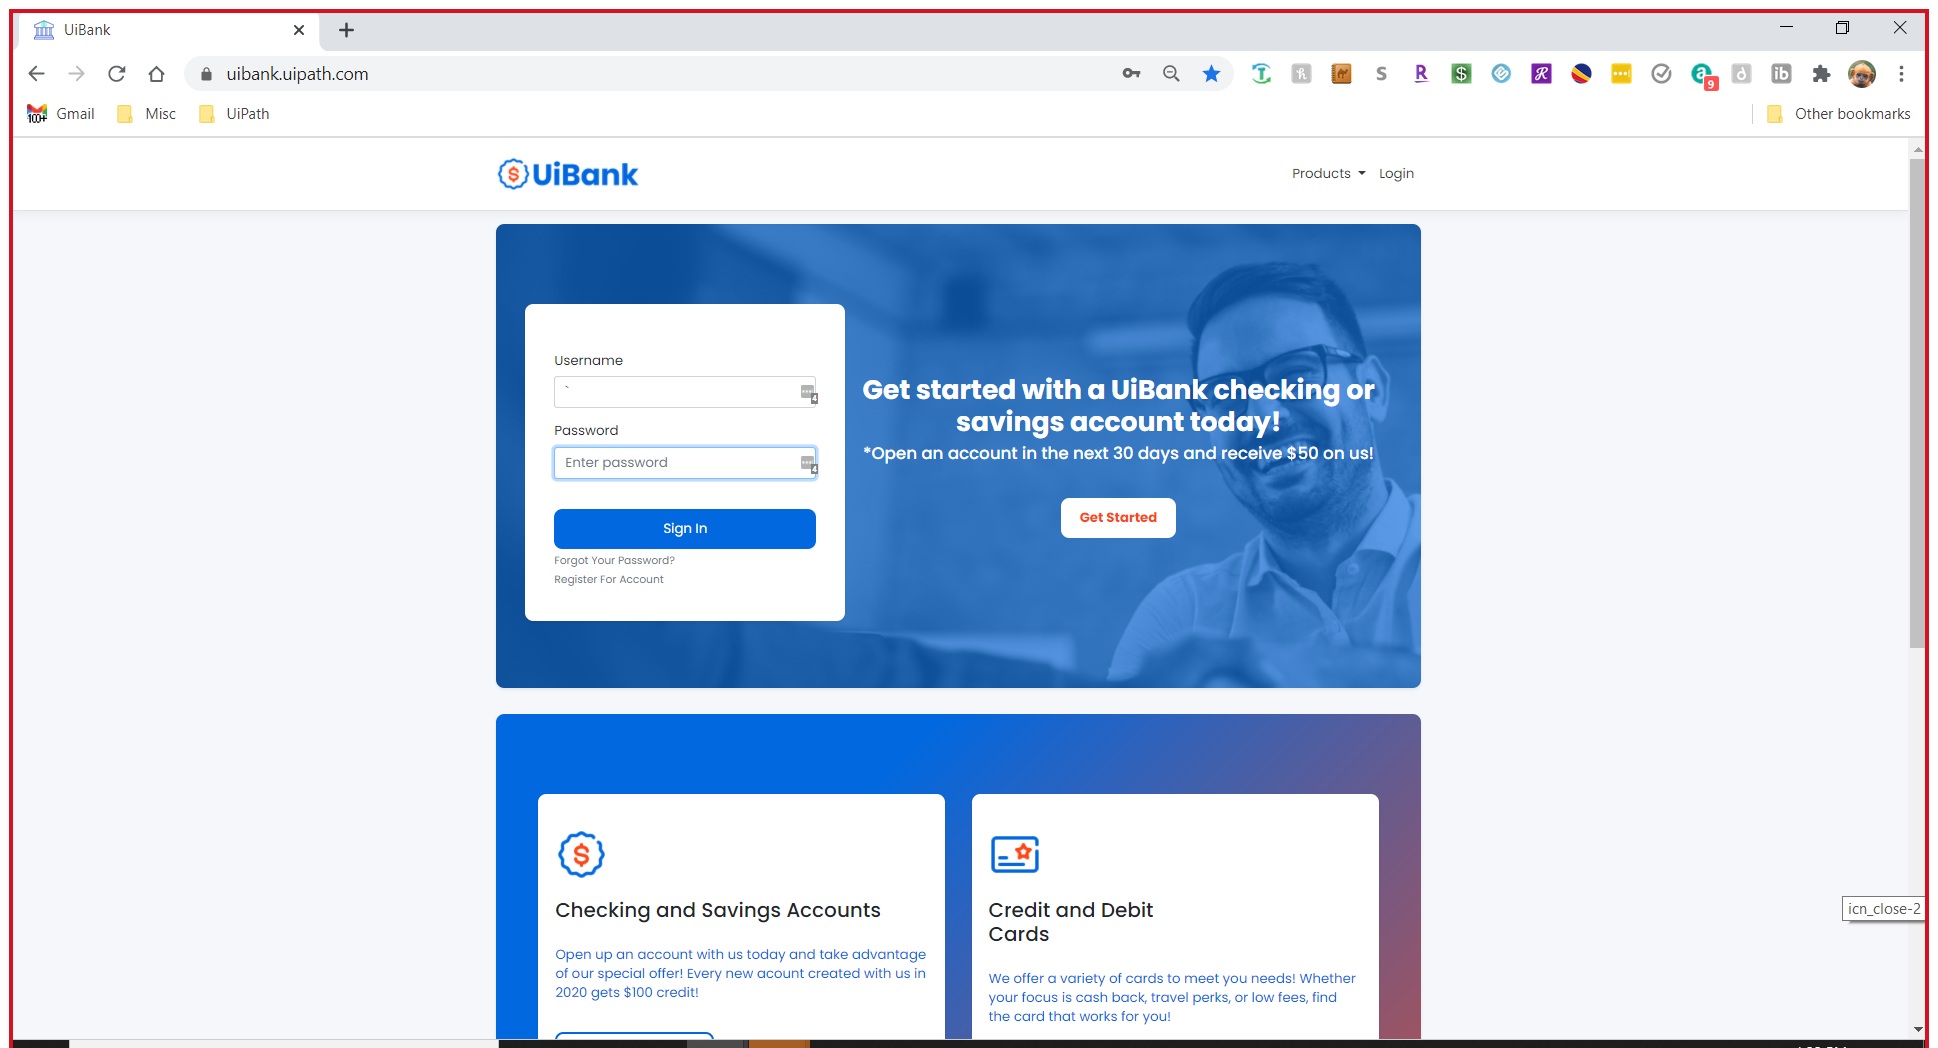 UiBank
uibank.uipath.com
9
100+ Gmail Misc UiPath Other bookmarks
UiBank
Products Login
Username
`
4
Password
Enter password
4
Sign In
Forgot Your Password?
Register For Account
Get started with a UiBank checking or
savings account today!
*Open an account in the next 30 days and receive $50 on us!
Get Started
Checking and Savings Accounts
Open up an account with us today and take advantage
of our special offer! Every new acount created with us in
2020 gets $100 credit!
Credit and Debit
Cards
We offer a variety of cards to meet you needs! Whether
your focus is cash back, travel perks, or low fees, find
the card that works for you!
icn_close-2